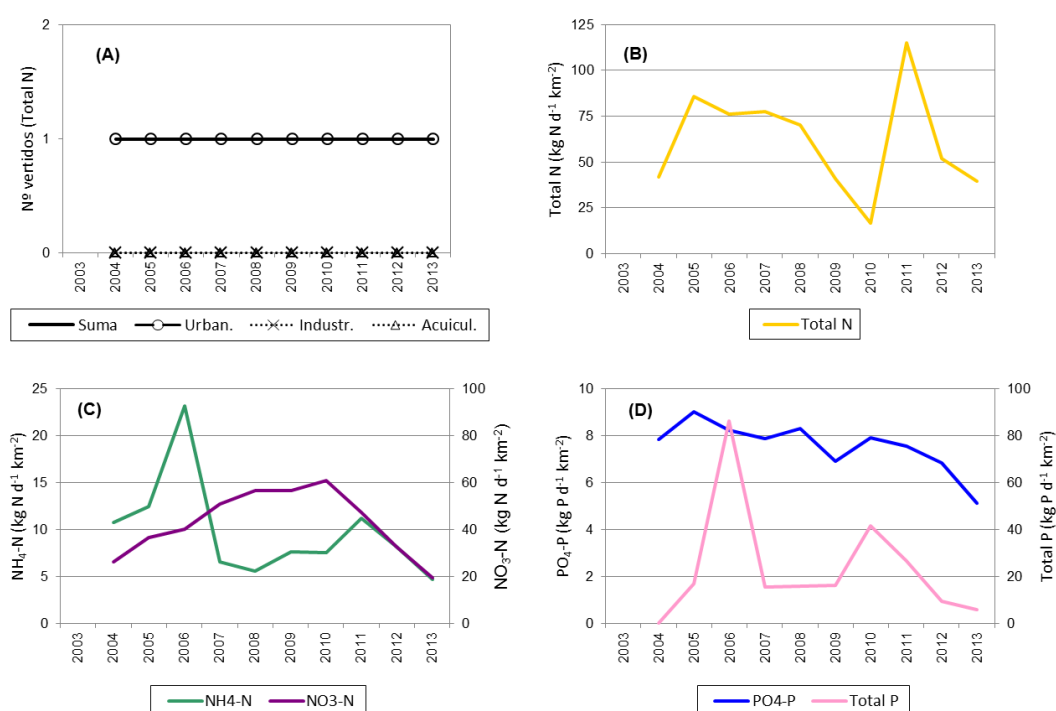 (A)
Nº vertidos (Total N)
2
1
0
2003 2004 2005 2006 2007 2008 2009 2010 2011 2012 2013
Suma Urban. Industr. Acuicul.
(B)
Total N (kg N d-1 km-2)
125
100
75
50
25
0
2003 2004 2005 2006 2007 2008 2009 2010 2011 2012 2013
Total N
(C)
NH4-N (kg N d-1 km-2)
25
20
15
10
5
0
NO3-N (kg N d-1 km-2)
100
80
60
40
20
0
2003 2004 2005 2006 2007 2008 2009 2010 2011 2012 2013
NH4-N NO3-N
(D)
PO4-P (kg P d-1 km-2)
10
8
6
4
2
0
Total P (kg P d-1 km-2)
100
80
60
40
20
0
2003 2004 2005 2006 2007 2008 2009 2010 2011 2012 2013
PO4-P Total P